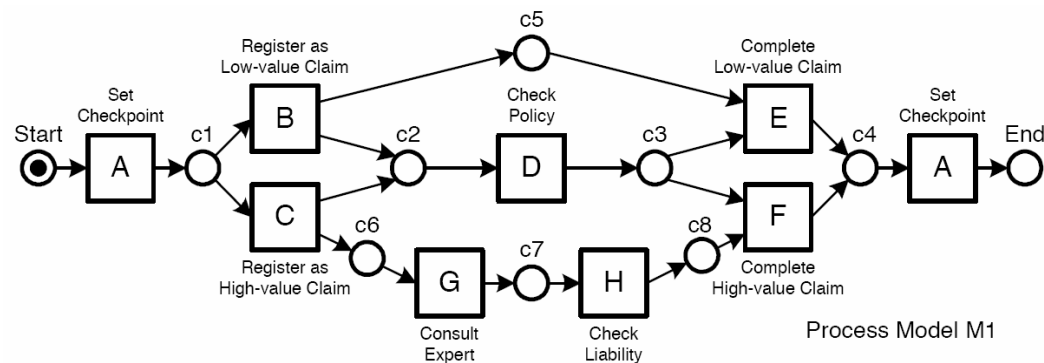 c5
Register as
Low-value Claim
Complete
Low-value Claim
Set
Checkpoint
B
Check
Policy
E
Set
Checkpoint
Start
A
c1
c2
D
c3
c4
A
End
C
c6
c7
c8
F
Register as
High-value Claim
G
H
Complete
High-value Claim
Consult
Expert
Check
Liability
Process Model M1